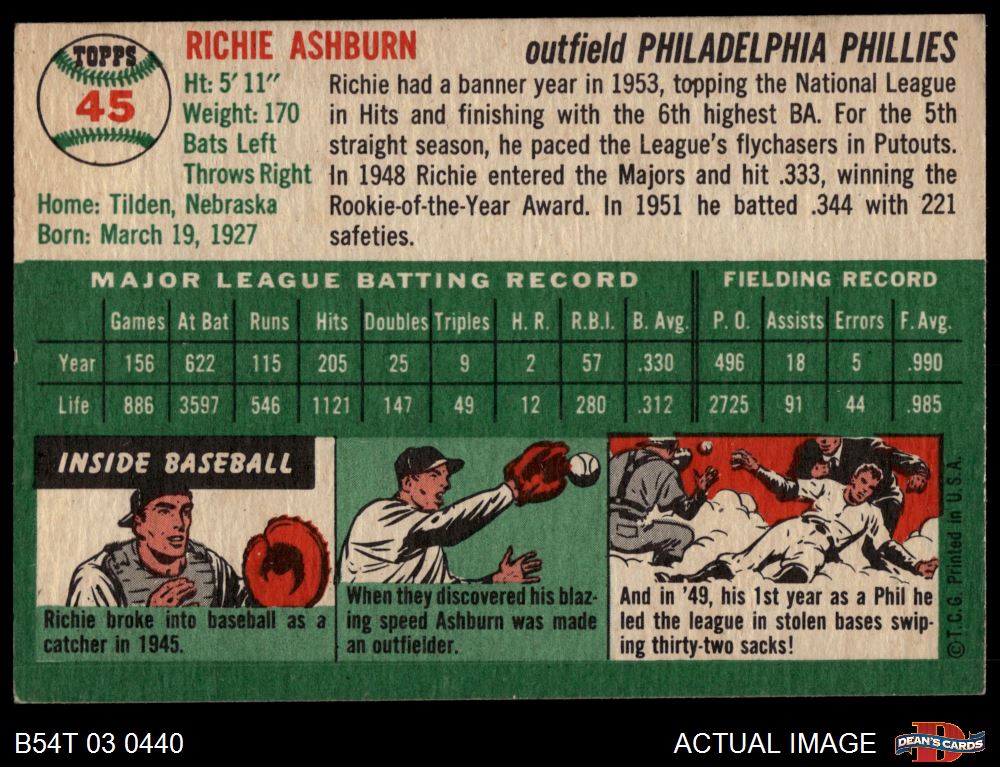 TOPPS
45
RICHIE ASHBURN
outfield PHILADELPHIA PHILLIES
Ht: 5' 11"
Weight: 170
Bats Left
Throws Right
Home: Tilden, Nebraska
Born: March 19, 1927
Richie had a banner year in 1953, topping the National League
in Hits and finishing with the 6th highest BA. For the 5th
straight season, he paced the League's flychasers in Putouts.
In 1948 Richie entered the Majors and hit .333, winning the
Rookie-of-the-Year Award. In 1951 he batted .344 with 221
safeties.
MAJOR LEAGUE BATTING RECORD FIELDING RECORD
Games At Bat Runs Hits Doubles Triples H. R. R.B.I. B. Avg. P. O. Assists Errors F. Avg.
Year 156 622 115 205 25 9 2 57 .330 496 18 5 .990
Life 886 3597 546 1121 147 49 12 280 .312 2725 91 44 .985
INSIDE BASEBALL
Richie broke into baseball as a
catcher in 1945.
When they discovered his blaz-
ing speed Ashburn was made
an outfielder.
And in '49, his 1st year as a Phil he
led the league in stolen bases swip-
ing thirty-two sacks!
© T.C.G. Printed in U.S.A.
B54T 03 0440
ACTUAL IMAGE
D
DEAN'S CARDS